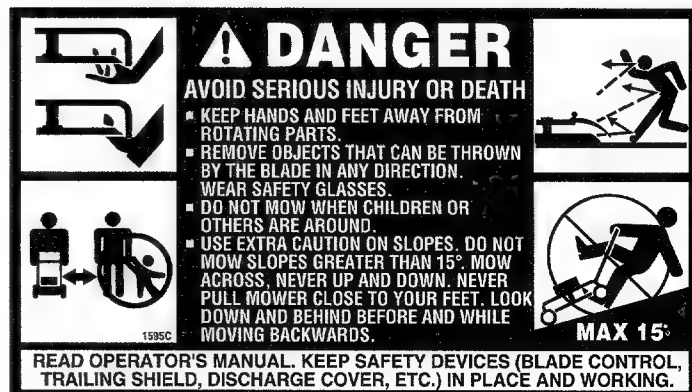 DANGER
AVOID SERIOUS INJURY OR DEATH
▪ KEEP HANDS AND FEET AWAY FROM
ROTATING PARTS.
▪ REMOVE OBJECTS THAT CAN BE THROWN
BY THE BLADE IN ANY DIRECTION.
WEAR SAFETY GLASSES.
▪ DO NOT MOW WHEN CHILDREN OR
OTHERS ARE AROUND.
▪ USE EXTRA CAUTION ON SLOPES. DO NOT
MOW SLOPES GREATER THAN 15°. MOW
ACROSS, NEVER UP AND DOWN. NEVER
PULL MOWER CLOSE TO YOUR FEET. LOOK
DOWN AND BEHIND BEFORE AND WHILE
MOVING BACKWARDS.
1595C
MAX 15°
READ OPERATOR'S MANUAL. KEEP SAFETY DEVICES (BLADE CONTROL,
TRAILING SHIELD, DISCHARGE COVER, ETC.) IN PLACE AND WORKING.